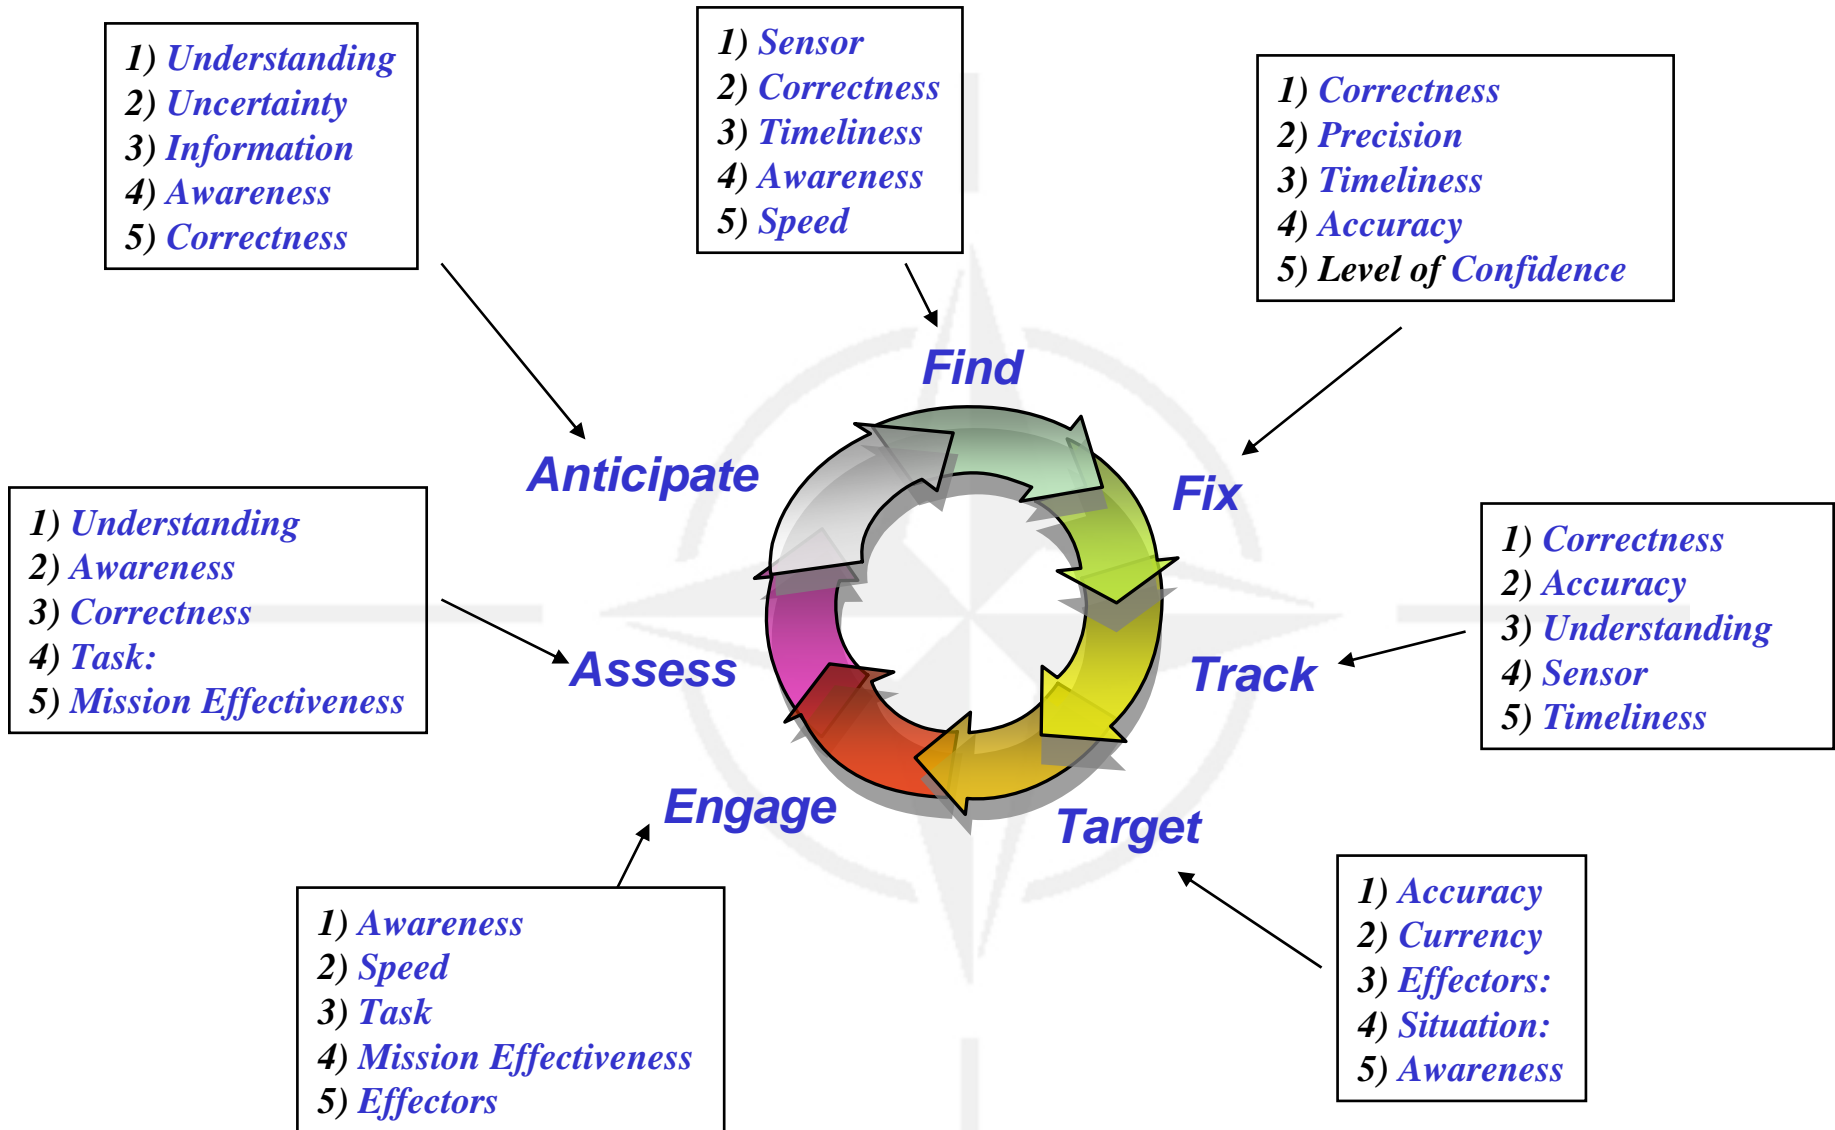 1) Understanding
2) Uncertainty
3) Information
4) Awareness
5) Correctness
1) Sensor
2) Correctness
3) Timeliness
4) Awareness
5) Speed
1) Correctness
2) Precision
3) Timeliness
4) Accuracy
5) Level of Confidence
Find
Anticipate
Fix
1) Understanding
2) Awareness
3) Correctness
4) Task:
5) Mission Effectiveness
Assess
Track
1) Correctness
2) Accuracy
3) Understanding
4) Sensor
5) Timeliness
Engage
Target
1) Awareness
2) Speed
3) Task
4) Mission Effectiveness
5) Effectors
1) Accuracy
2) Currency
3) Effectors:
4) Situation:
5) Awareness